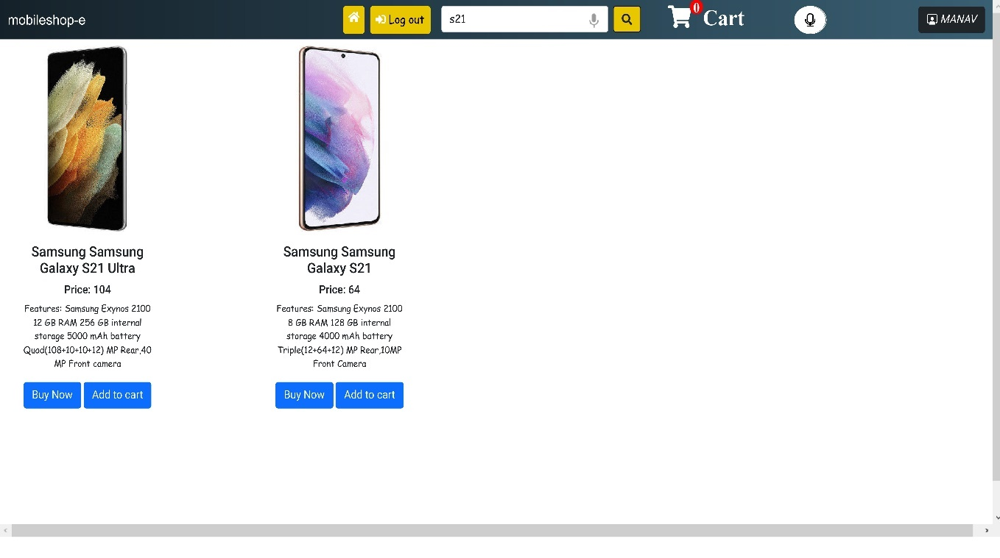 mobileshop-e
Log out
s21
0
Cart
MANAV
Samsung Samsung
Galaxy S21 Ultra
Price: 104
Features: Samsung Exynos 2100
12 GB RAM 256 GB internal
storage 5000 mAh battery
Quad(108+10+10+12) MP Rear,40
MP Front camera
Buy Now
Add to cart
Samsung Samsung
Galaxy S21
Price: 64
Features: Samsung Exynos 2100
8 GB RAM 128 GB internal
storage 4000 mAh battery
Triple(12+64+12) MP Rear,10MP
Front Camera
Buy Now
Add to cart